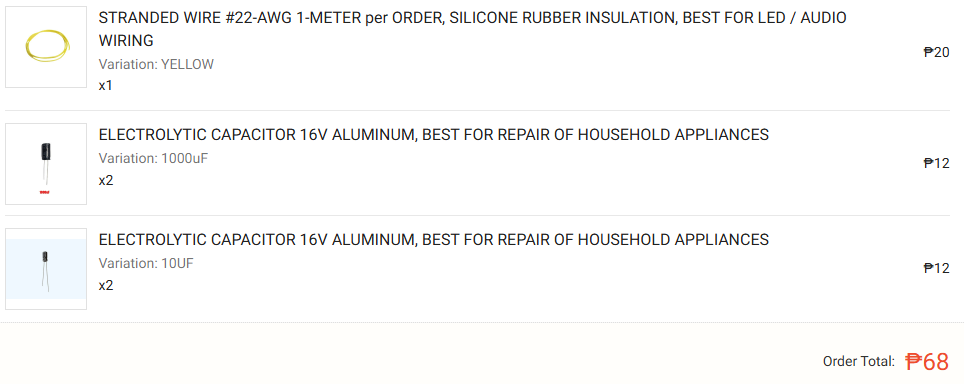 STRANDED WIRE #22-AWG 1-METER per ORDER, SILICONE RUBBER INSULATION, BEST FOR LED / AUDIO
WIRING
Variation: YELLOW
x1
₱20
ELECTROLYTIC CAPACITOR 16V ALUMINUM, BEST FOR REPAIR OF HOUSEHOLD APPLIANCES
Variation: 1000uF
x2
₱12
ELECTROLYTIC CAPACITOR 16V ALUMINUM, BEST FOR REPAIR OF HOUSEHOLD APPLIANCES
Variation: 10UF
x2
₱12
Order Total: ₱68